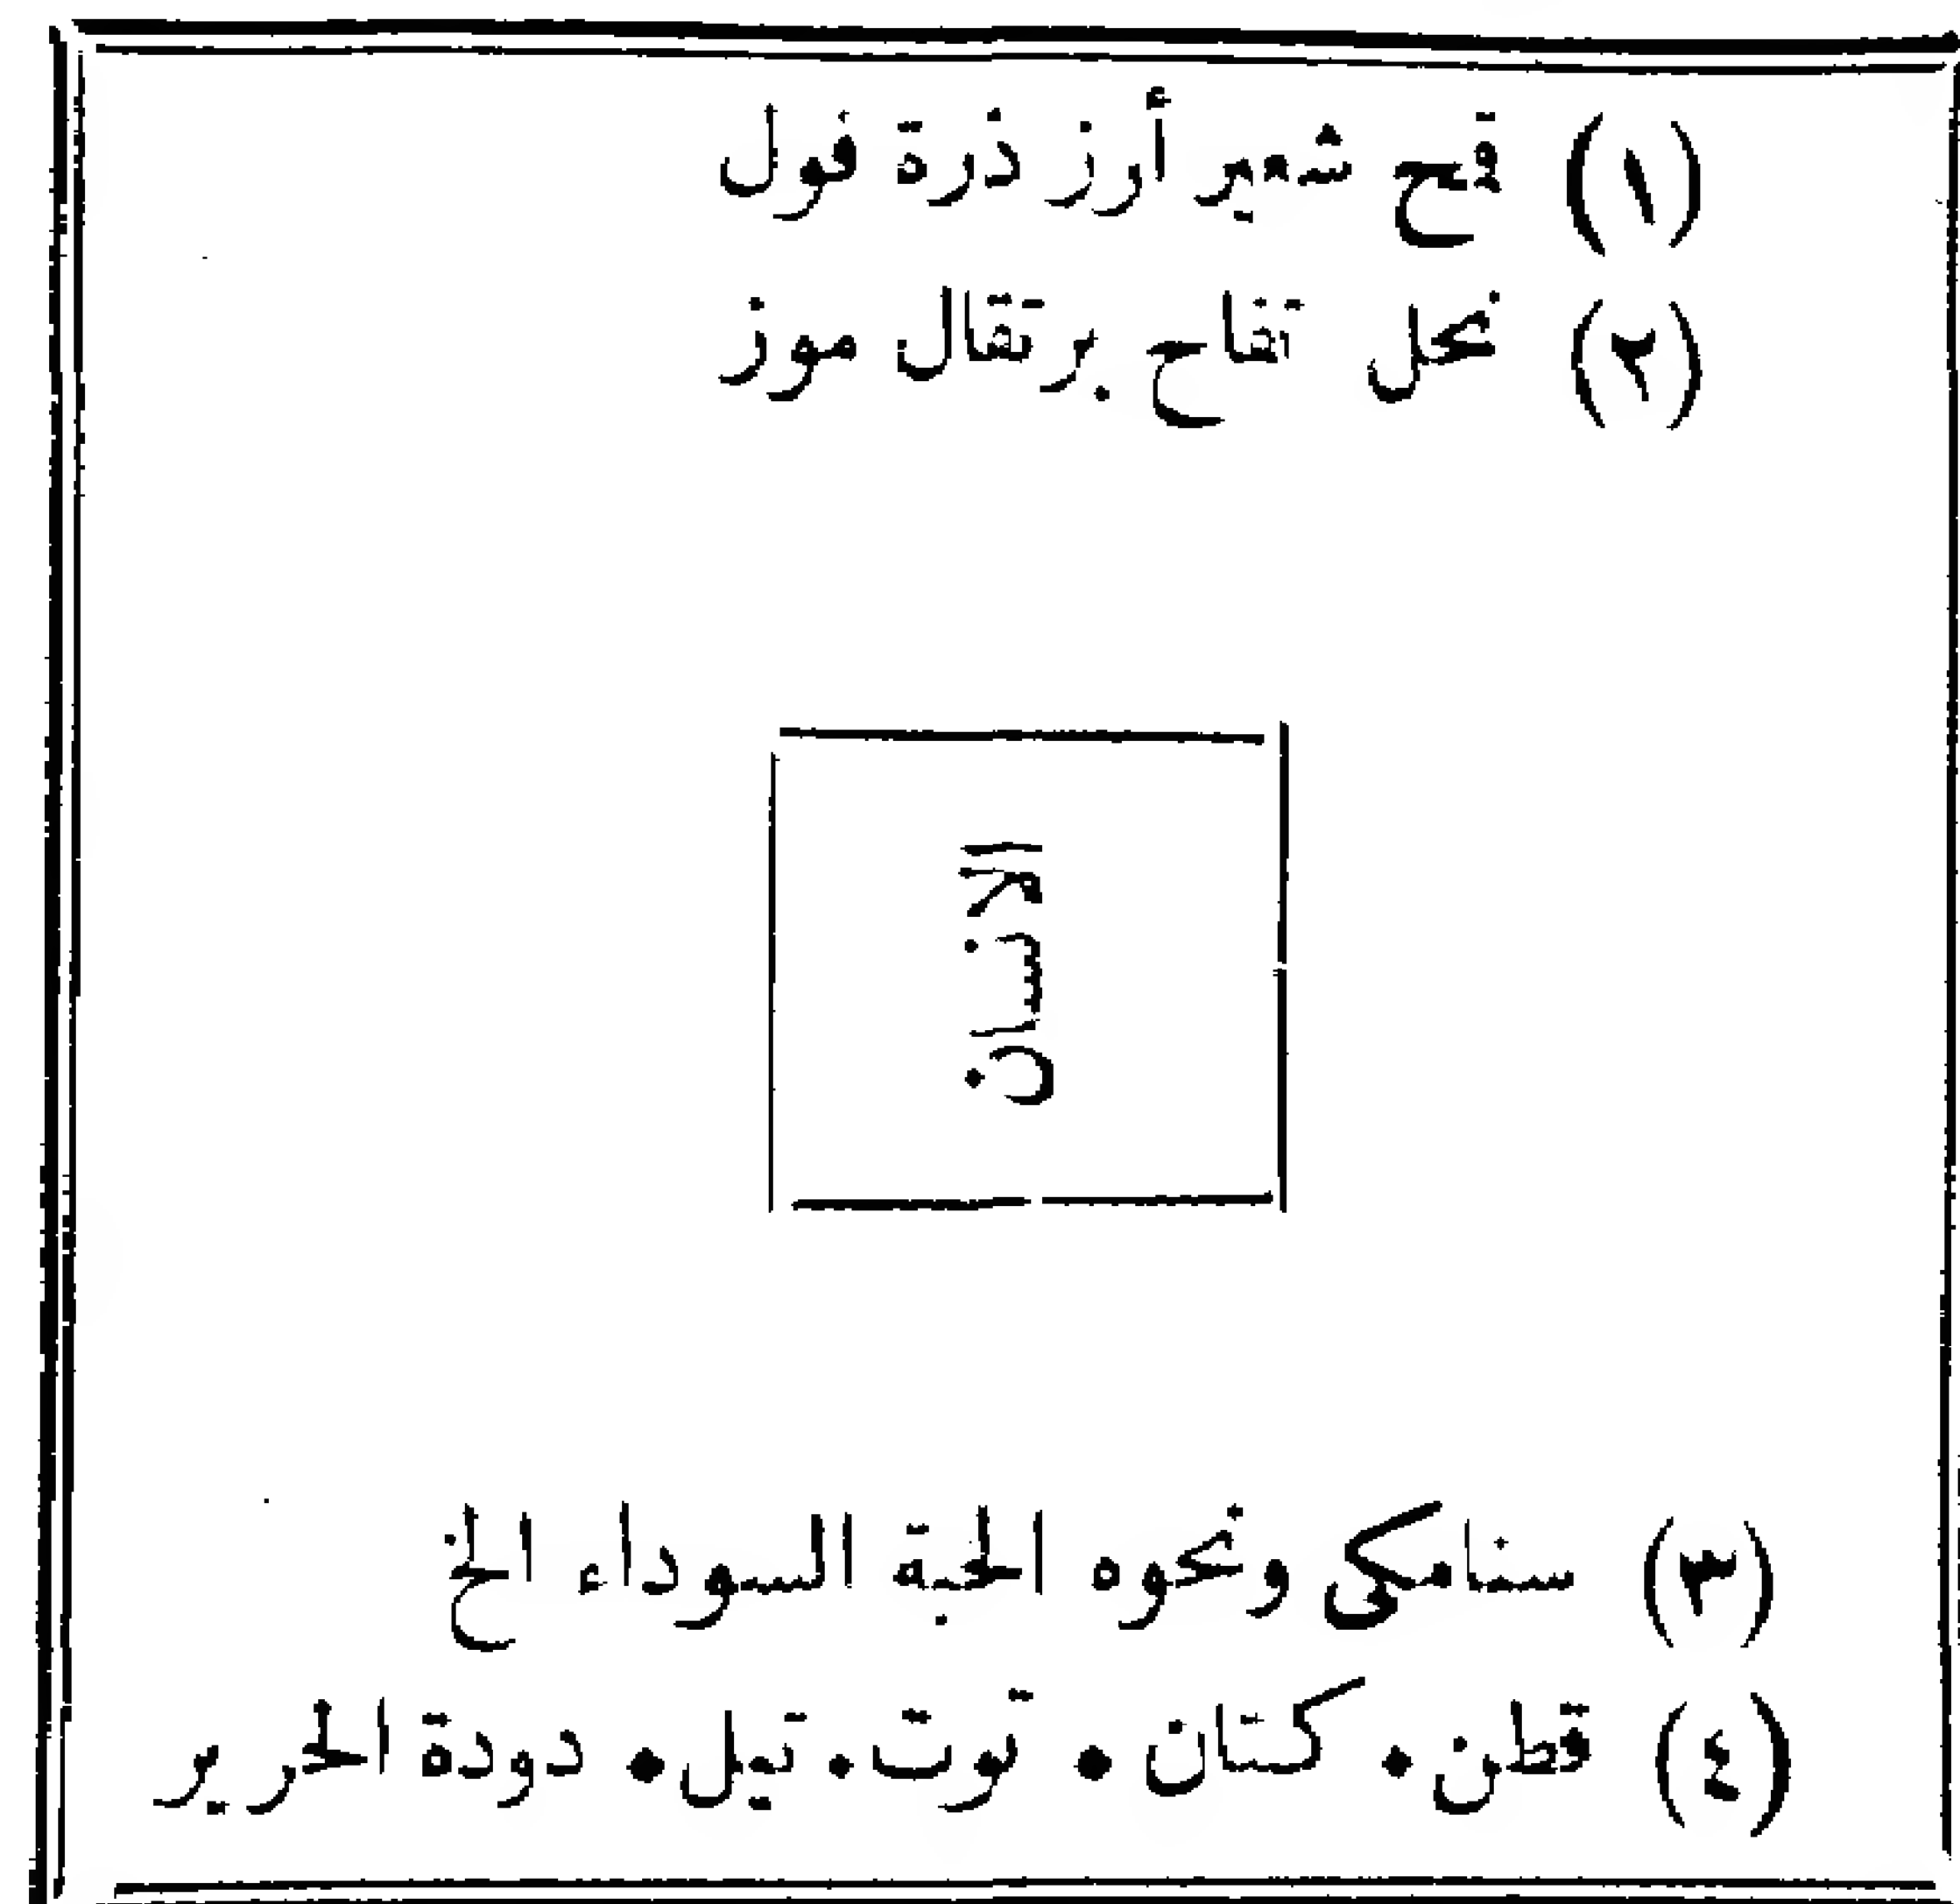 (١) قمح شعير أرز ذرة فول
(٢) نخل تفاح برتقال موز
الانسان
(٣) سنامكى ونحوه الحبة السوداء الخ
(٤) قطن . كتان . توت . تيل . دودة الحرير